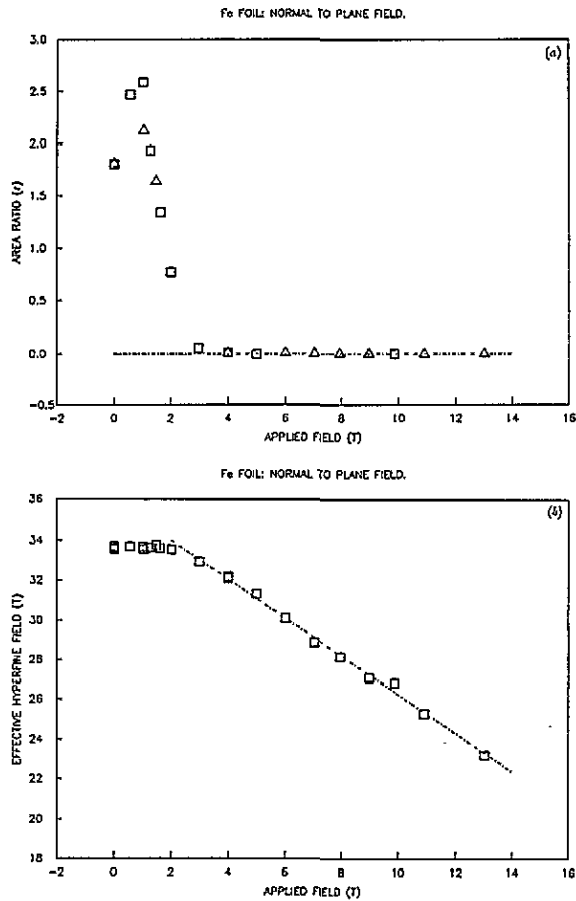 Fe FOIL: NORMAL TO PLANE FIELD.
(a)
3.0
2.5
2.0
1.5
1.0
0.5
0.0
−0.5
AREA RATIO (r)
−2 0 2 4 6 8 10 12 14 16
APPLIED FIELD (T)
Fe FOIL: NORMAL TO PLANE FIELD.
(b)
36
34
32
30
28
26
24
22
20
18
EFFECTIVE HYPERFINE FIELD (T)
−2 0 2 4 6 8 10 12 14 16
APPLIED FIELD (T)